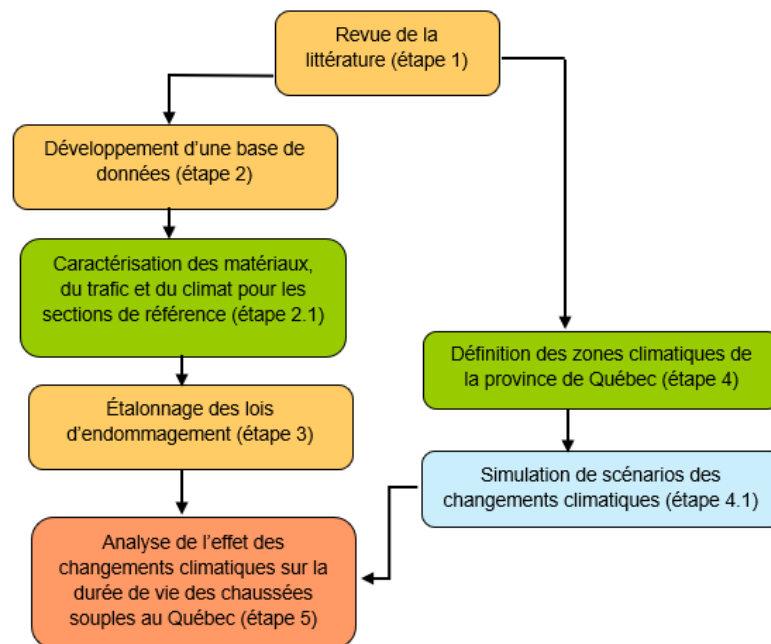 Revue de la
littérature (étape 1)
Développement d'une base de
données (étape 2)
Caractérisation des matériaux,
du trafic et du climat pour les
sections de référence (étape 2.1)
Définition des zones climatiques de
la province de Québec (étape 4)
Étalonnage des lois
d'endommagement (étape 3)
Simulation de scénarios des
changements climatiques (étape 4.1)
Analyse de l'effet des
changements climatiques sur la
durée de vie des chaussées
souples au Québec (étape 5)